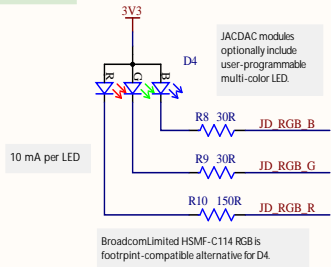 3V3
JACDAC modules
optionally include
user-programmable
multi-color LED.
D4
R
G
B
R8 30R
JD_RGB_B
10 mA per LED
R9 30R
JD_RGB_G
R10 150R
JD_RGB_R
BroadcomLimited HSMF-C114 RGB is
footrpint-compatible alternative for D4.